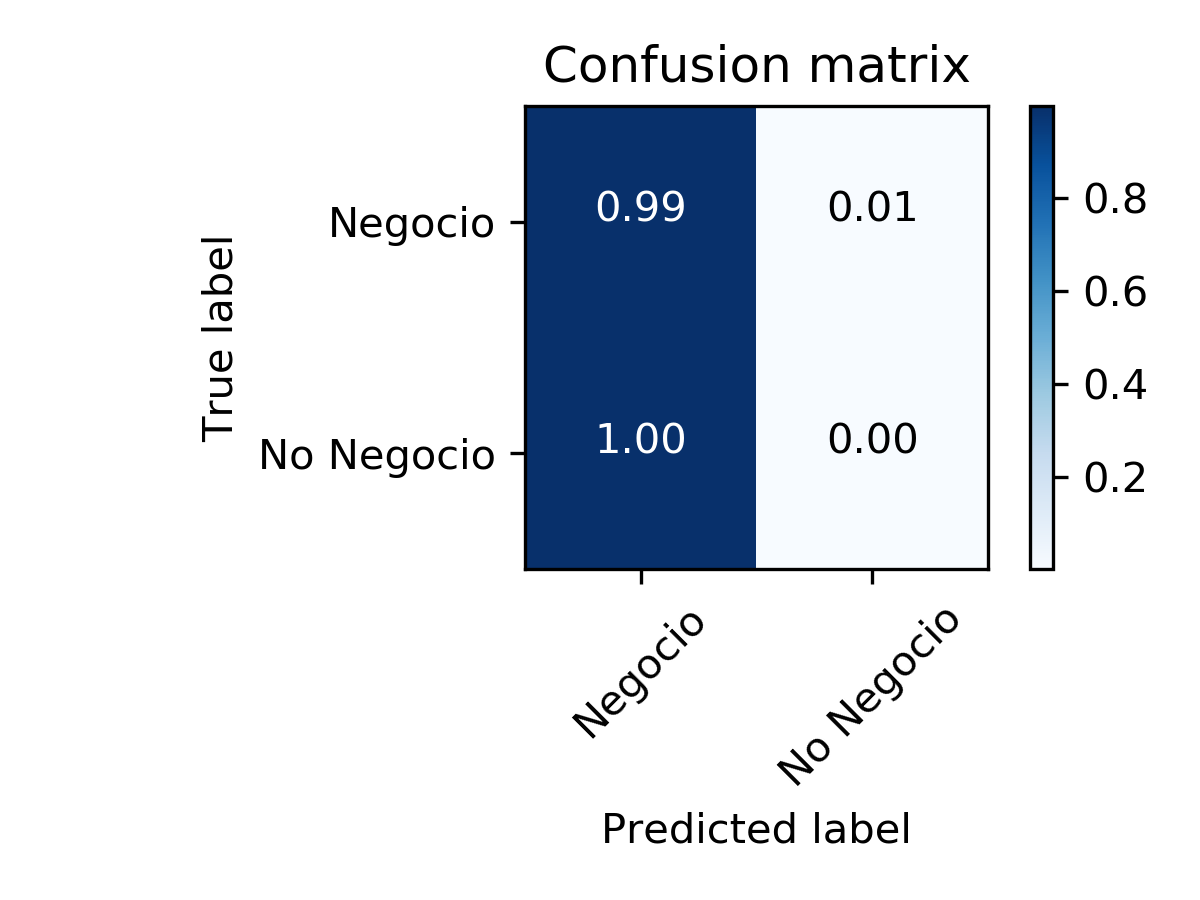 Confusion matrix
True label
Negocio
No Negocio
0.99 0.01
1.00 0.00
0.8
0.6
0.4
0.2
Negocio
No Negocio
Predicted label